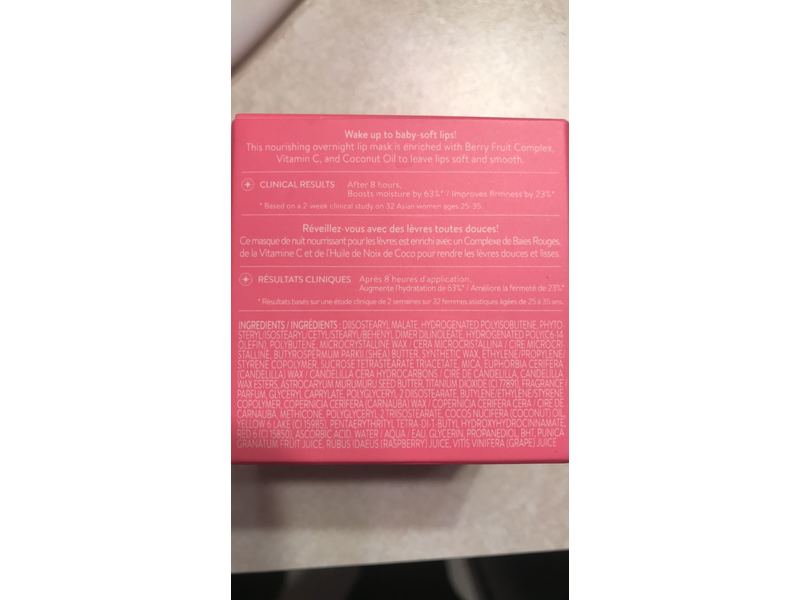 Wake up to baby-soft lips!
This nourishing overnight lip mask is enriched with Berry Fruit Complex,
Vitamin C, and Coconut Oil to leave lips soft and smooth.
CLINICAL RESULTS After 8 hours,
Boosts moisture by 63%* / Improves firmness by 23%*
* Based on a 2-week clinical study on 32 Asian women ages 25-35.
Réveillez-vous avec des lèvres toutes douces!
Ce masque de nuit nourrissant pour les lèvres est enrichi avec un Complexe de Baies Rouges,
de la Vitamine C et de l'Huile de Noix de Coco pour rendre les lèvres douces et lisses.
RÉSULTATS CLINIQUES Après 8 heures d'application,
Augmente l'hydratation de 63%* / Améliore la fermeté de 23%*
* Résultats basés sur une étude clinique de 2 semaines sur 32 femmes asiatiques âgées de 25 à 35 ans.
INGREDIENTS / INGRÉDIENTS : DIISOSTEARYL MALATE, HYDROGENATED POLYISOBUTENE, PHYTO
STERYL/ISOSTEARYL/CETYL/STEARYL/BEHENYL DIMER DILINOLEATE, HYDROGENATED POLY(C6-14
OLEFIN), POLYBUTENE, MICROCRYSTALLINE WAX / CERA MICROCRISTALLINA / CIRE MICROCRI-
STALLINE, BUTYROSPERMUM PARKII (SHEA) BUTTER, SYNTHETIC WAX, ETHYLENE/PROPYLENE/
STYRENE COPOLYMER, SUCROSE TETRASTEARATE TRIACETATE, MICA, EUPHORBIA CERIFERA
(CANDELILLA) WAX / CANDELILLA CERA HYDROCARBONS / CIRE DE CANDELILLA, CANDELILLA
WAX ESTERS, ASTROCARYUM MURUMURU SEED BUTTER, TITANIUM DIOXIDE (CI 77891), FRAGRANCE /
PARFUM, GLYCERYL CAPRYLATE, POLYGLYCERYL-2 DIISOSTEARATE, BUTYLENE/ETHYLENE/STYRENE
COPOLYMER, COPERNICIA CERIFERA (CARNAUBA) WAX / COPERNICIA CERIFERA CERA / CIRE DE
CARNAUBA, METHICONE, POLYGLYCERYL-2 TRIISOSTEARATE, COCOS NUCIFERA (COCONUT) OIL,
YELLOW 6 LAKE (CI 15985), PENTAERYTHRITYL TETRA-DI-T-BUTYL HYDROXYHYDROCINNAMATE,
RED 6 (CI 15850), ASCORBIC ACID, WATER / AQUA / EAU, GLYCERIN, PROPANEDIOL, BHT, PUNICA
GRANATUM FRUIT JUICE, RUBUS IDAEUS (RASPBERRY) JUICE, VITIS VINIFERA (GRAPE) JUICE